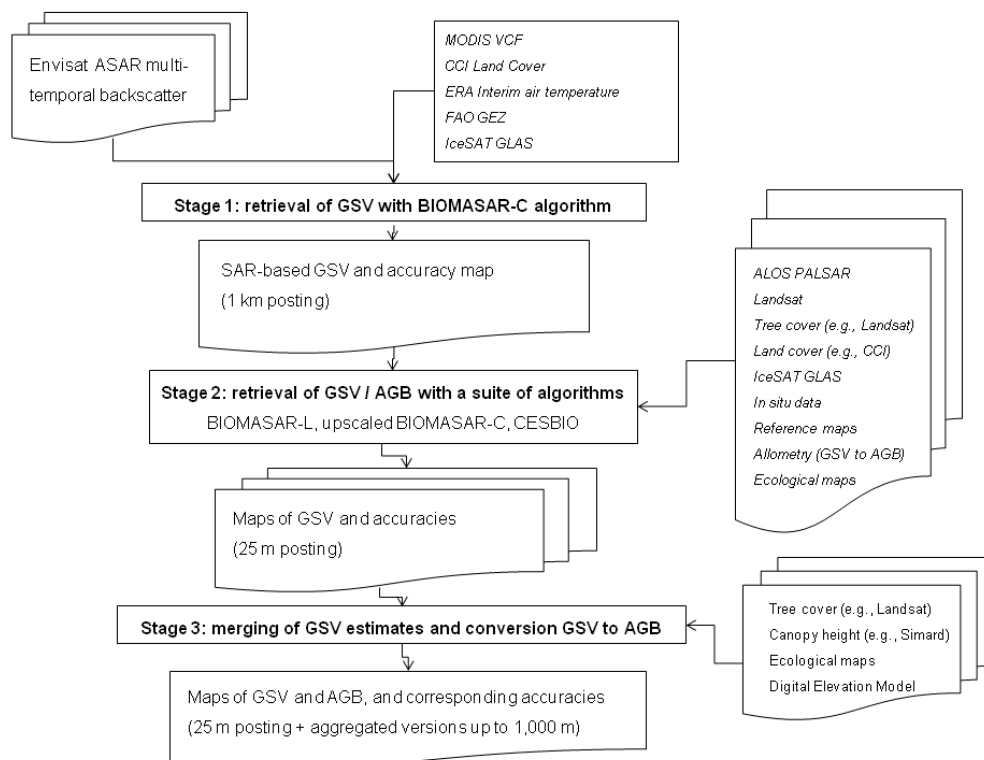 Envisat ASAR multi-
temporal backscatter
MODIS VCF
CCI Land Cover
ERA Interim air temperature
FAO GEZ
IceSAT GLAS
Stage 1: retrieval of GSV with BIOMASAR-C algorithm
SAR-based GSV and accuracy map
(1 km posting)
ALOS PALSAR
Landsat
Tree cover (e.g., Landsat)
Land cover (e.g., CCI)
IceSAT GLAS
In situ data
Reference maps
Allometry (GSV to AGB)
Ecological maps
Stage 2: retrieval of GSV / AGB with a suite of algorithms
BIOMASAR-L, upscaled BIOMASAR-C, CESBIO
Maps of GSV and accuracies
(25 m posting)
Tree cover (e.g., Landsat)
Canopy height (e.g., Simard)
Ecological maps
Digital Elevation Model
Stage 3: merging of GSV estimates and conversion GSV to AGB
Maps of GSV and AGB, and corresponding accuracies
(25 m posting + aggregated versions up to 1,000 m)